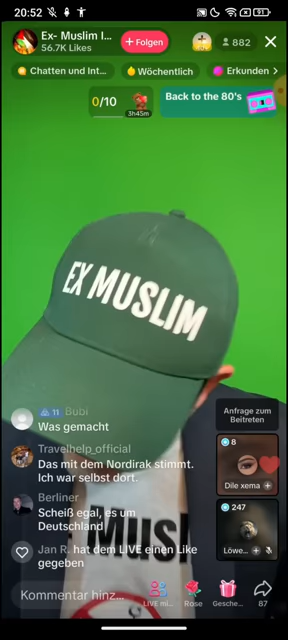 20:52
91
Ex- Muslim I...
56.7K Likes
+ Folgen
882
Chatten und Int...
Wöchentlich
Erkunden
0/10
3h45m
Back to the 80's
EX MUSLIM
11 Bubi
Was gemacht
Travelhelp_official
Das mit dem Nordirak stimmt.
Ich war selbst dort.
Berliner
Scheiß egal, es um
Deutschland
Jan R. hat dem LIVE einen Like
gegeben
Anfrage zum
Beitreten
8
Dile xema
247
Löwe...
Kommentar hinz...
LIVE mi...
Rose
Gesche...
87